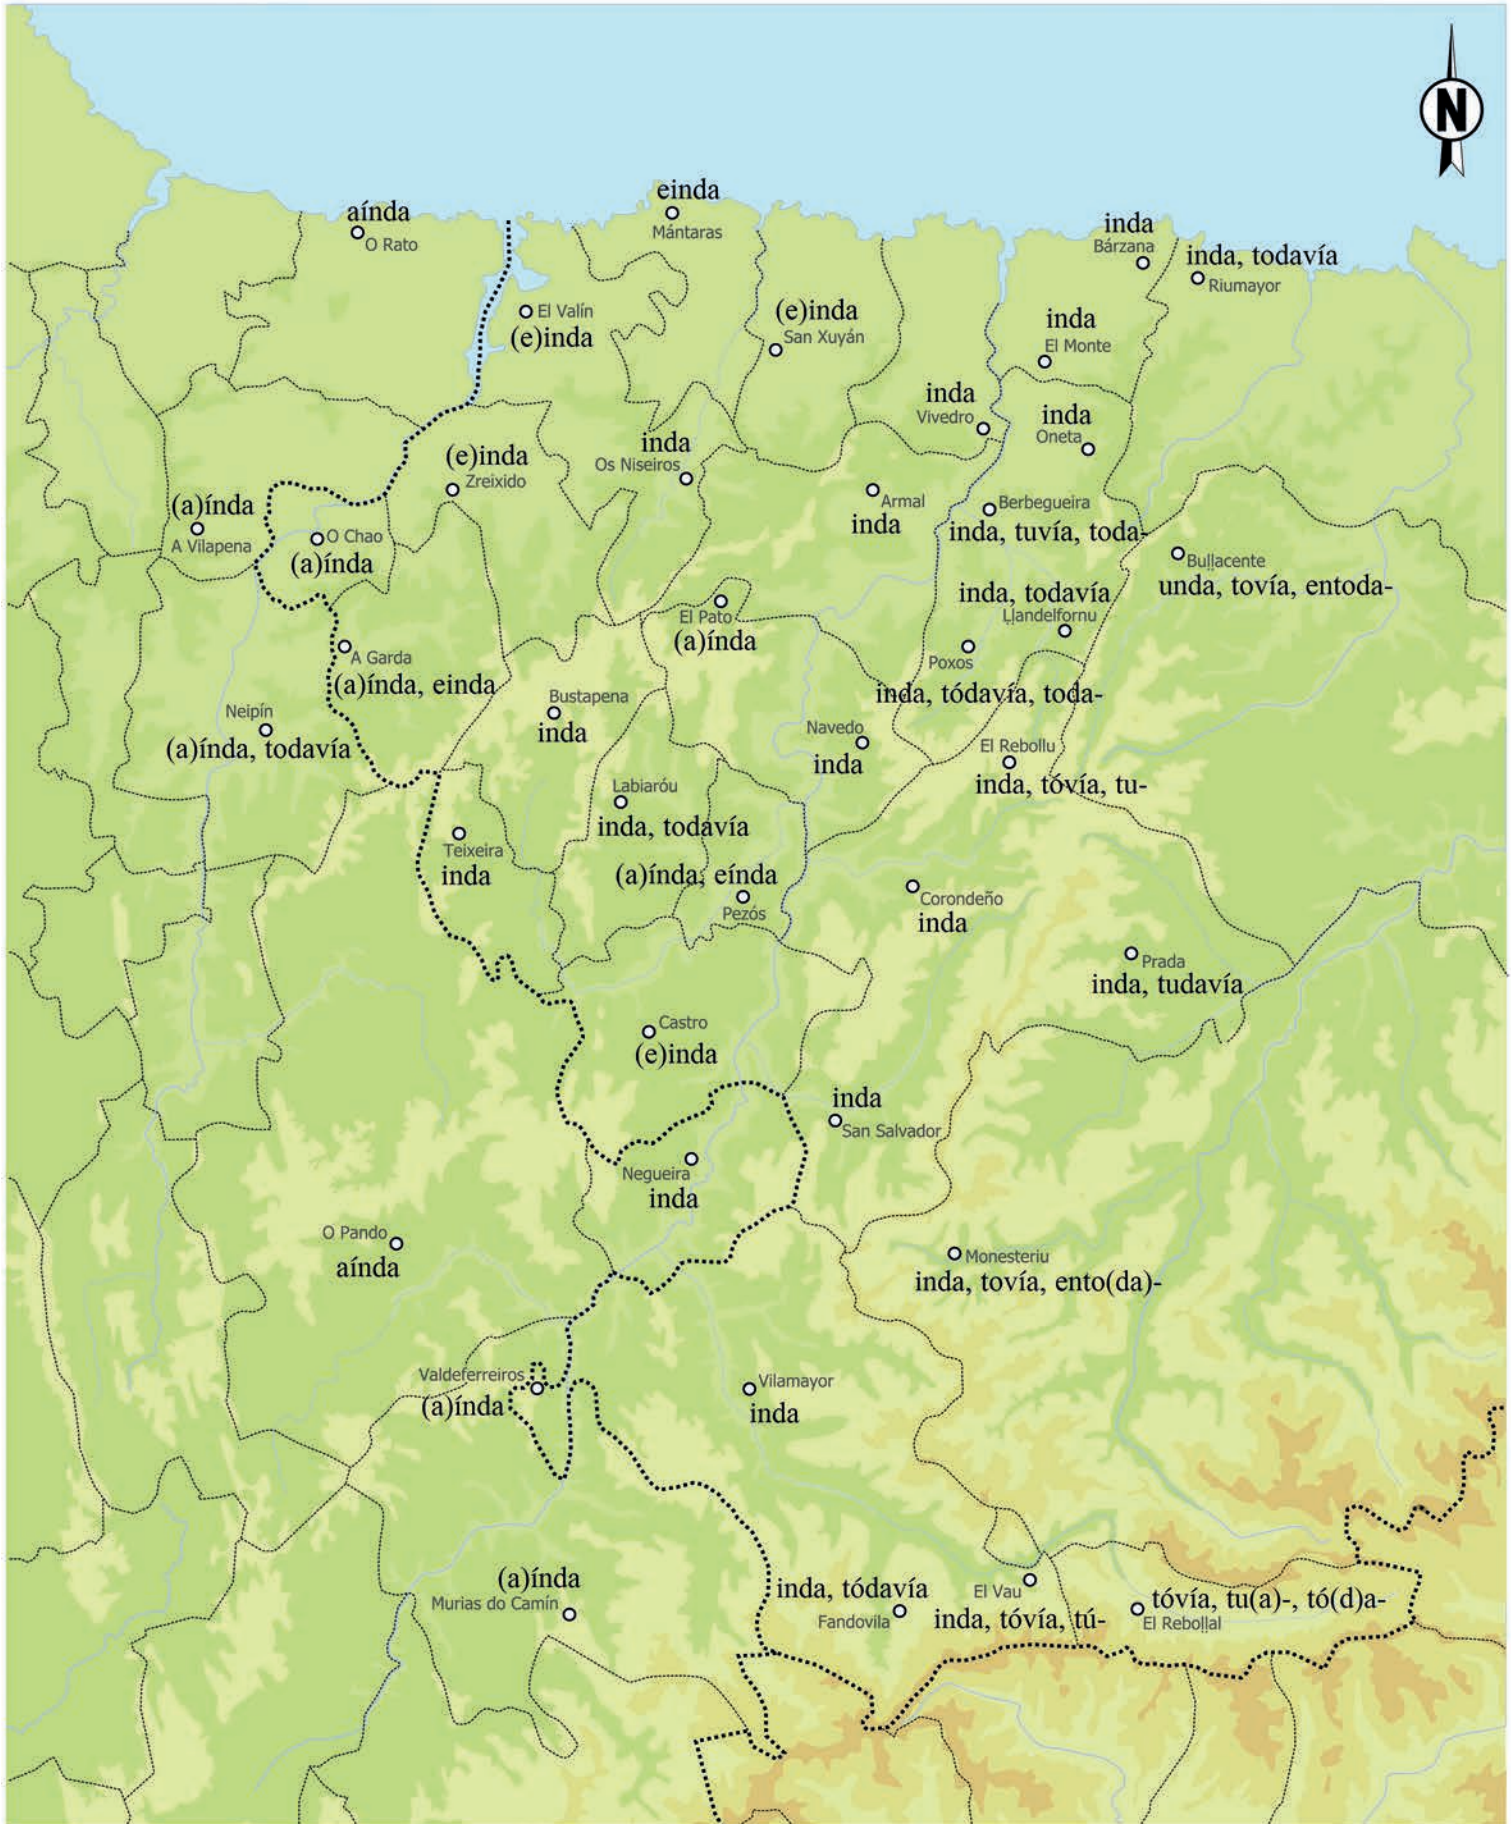 N
einda
Mántaras
aínda
O Rato
inda
Bárzana
inda, todavía
Riumayor
El Valín
(e)inda
(e)inda
San Xuyán
inda
El Monte
inda
Vivedro
inda
Oneta
inda
Os Niseiros
(e)inda
Zreixido
(a)índa
A Vilapena
O Chao
(a)índa
Armal
inda
Berbegueira
inda, tuvía, toda-
Buḷḷacente
unda, tovía, entoda-
inda, todavía
Ḷḷandelfornu
El Pato
(a)índa
Poxos
inda, tódavía, toda-
A Garda
(a)índa, einda
Neipín
(a)índa, todavía
Bustapena
inda
Navedo
inda
El Rebollu
inda, tóvía, tu-
Labiaróu
inda, todavía
Teixeira
inda
(a)índa, eínda
Pezós
Corondeño
inda
Prada
inda, tudavía
Castro
(e)inda
inda
San Salvador
Negueira
inda
O Pando
aínda
Monesteriu
inda, tovía, ento(da)-
Valdeferreiros
(a)índa
Vilamayor
inda
(a)índa
Murias do Camín
inda, tódavía
Fandovila
El Vau
inda, tóvía, tú-
tóvía, tu(a)-, tó(d)a-
El Reboḷḷal